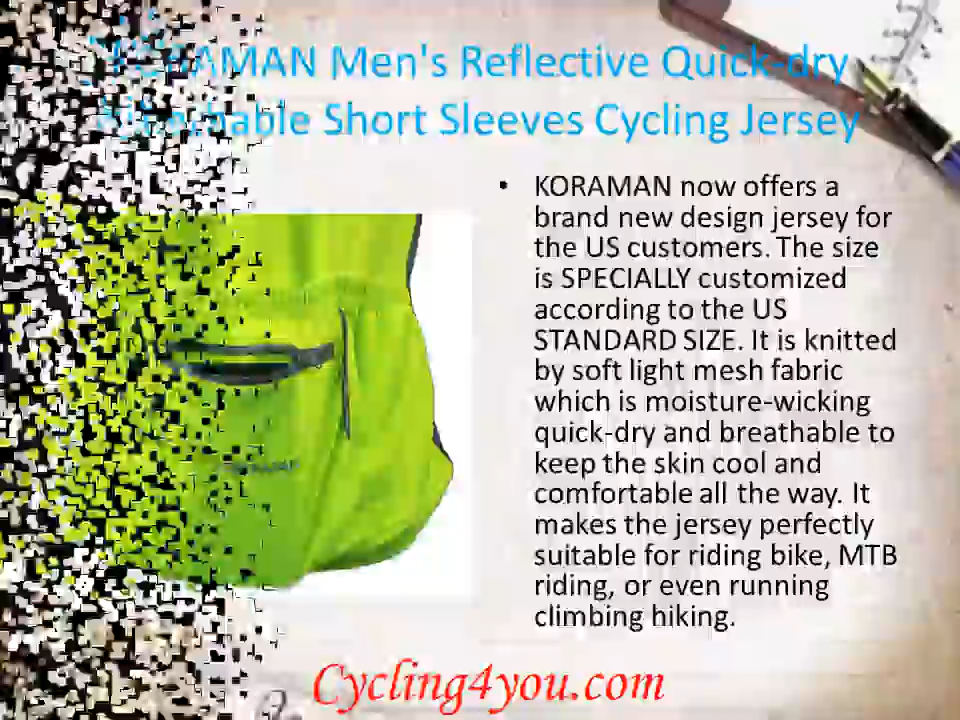 KORAMAN Men's Reflective Quick-dry
Breathable Short Sleeves Cycling Jersey
• KORAMAN now offers a
brand new design jersey for
the US customers. The size
is SPECIALLY customized
according to the US
STANDARD SIZE. It is knitted
by soft light mesh fabric
which is moisture-wicking
quick-dry and breathable to
keep the skin cool and
comfortable all the way. It
makes the jersey perfectly
suitable for riding bike, MTB
riding, or even running
climbing hiking.
Cycling4you.com